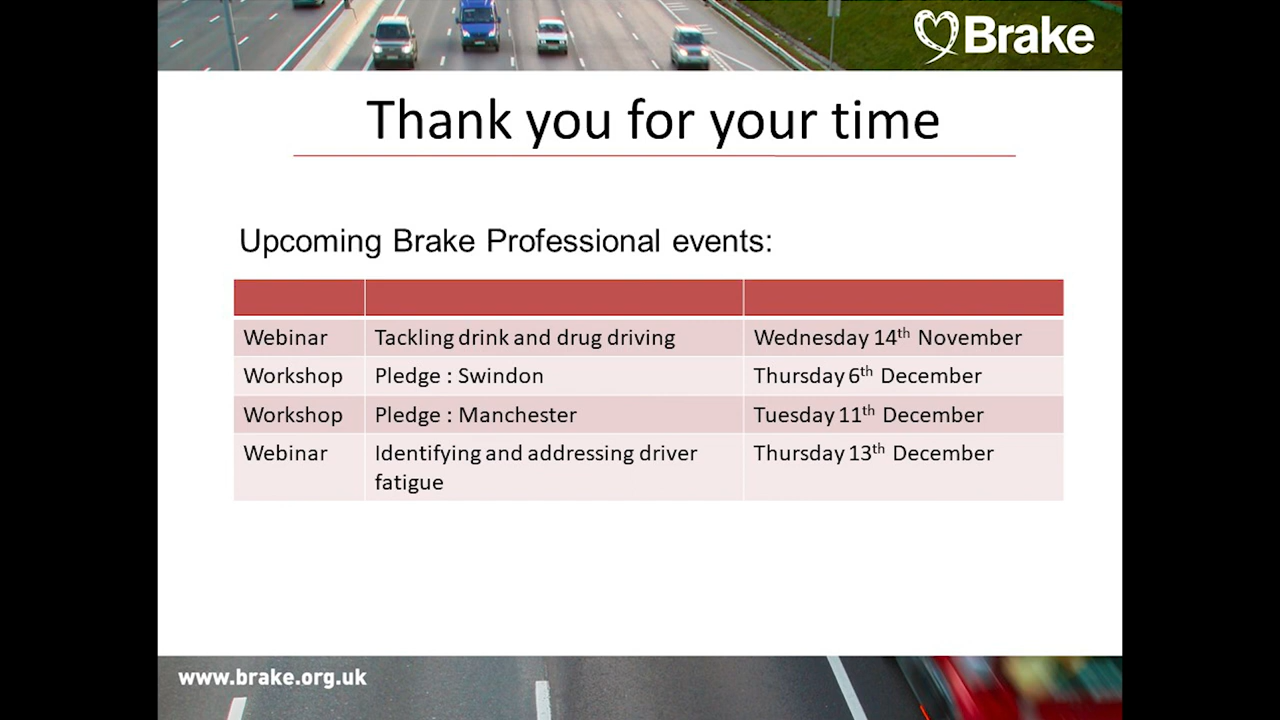 Brake
Thank you for your time
Upcoming Brake Professional events:
Webinar Tackling drink and drug driving Wednesday 14th November
Workshop Pledge : Swindon Thursday 6th December
Workshop Pledge : Manchester Tuesday 11th December
Webinar Identifying and addressing driver Thursday 13th December
fatigue
www.brake.org.uk